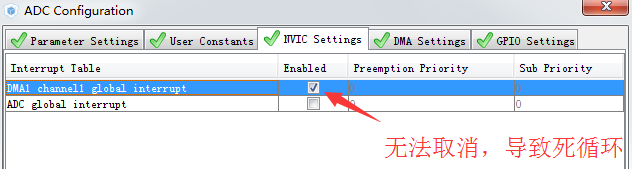 ADC Configuration
Parameter Settings User Constants NVIC Settings DMA Settings GPIO Settings
Interrupt Table Enabled Preemption Priority Sub Priority
DMA1 channel1 global interrupt 0 0
ADC global interrupt 0 0
无法取消，导致死循环